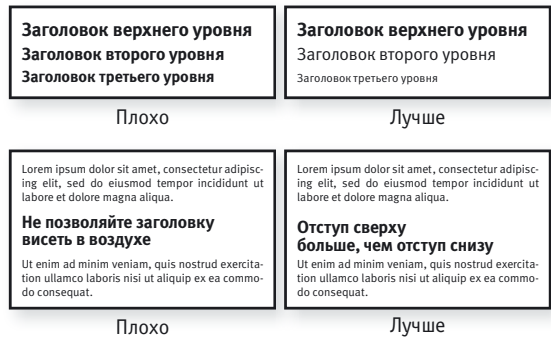 Заголовок верхнего уровня
Заголовок второго уровня
Заголовок третьего уровня
Плохо
Заголовок верхнего уровня
Заголовок второго уровня
Заголовок третьего уровня
Лучше
Lorem ipsum dolor sit amet, consectetur adipisc-
ing elit, sed do eiusmod tempor incididunt ut
labore et dolore magna aliqua.
Не позволяйте заголовку
висеть в воздухе
Ut enim ad minim veniam, quis nostrud exercita-
tion ullamco laboris nisi ut aliquip ex ea commo-
do consequat.
Плохо
Lorem ipsum dolor sit amet, consectetur adipisc-
ing elit, sed do eiusmod tempor incididunt ut
labore et dolore magna aliqua.
Отступ сверху
больше, чем отступ снизу
Ut enim ad minim veniam, quis nostrud exercita-
tion ullamco laboris nisi ut aliquip ex ea commo-
do consequat.
Лучше